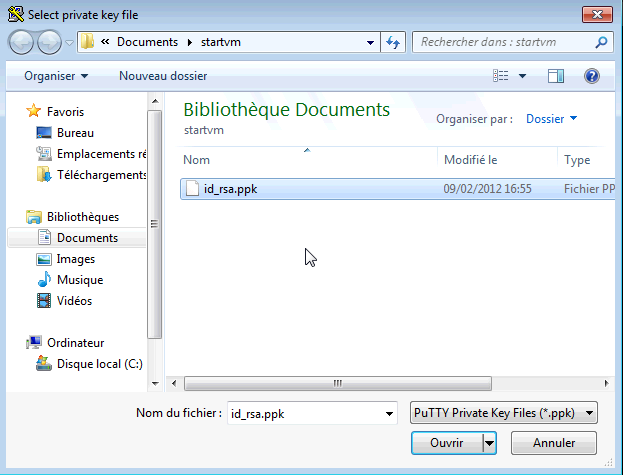 Select private key file
« Documents startvm
Rechercher dans : startvm
Organiser Nouveau dossier
Favoris
Bureau
Emplacements ré
Téléchargements
Bibliothèques
Documents
Images
Musique
Vidéos
Ordinateur
Disque local (C:)
Bibliothèque Documents
startvm
Organiser par : Dossier
Nom Modifié le Type
id_rsa.ppk 09/02/2012 16:55 Fichier PP
Nom du fichier : id_rsa.ppk PuTTY Private Key Files (*.ppk)
Ouvrir Annuler